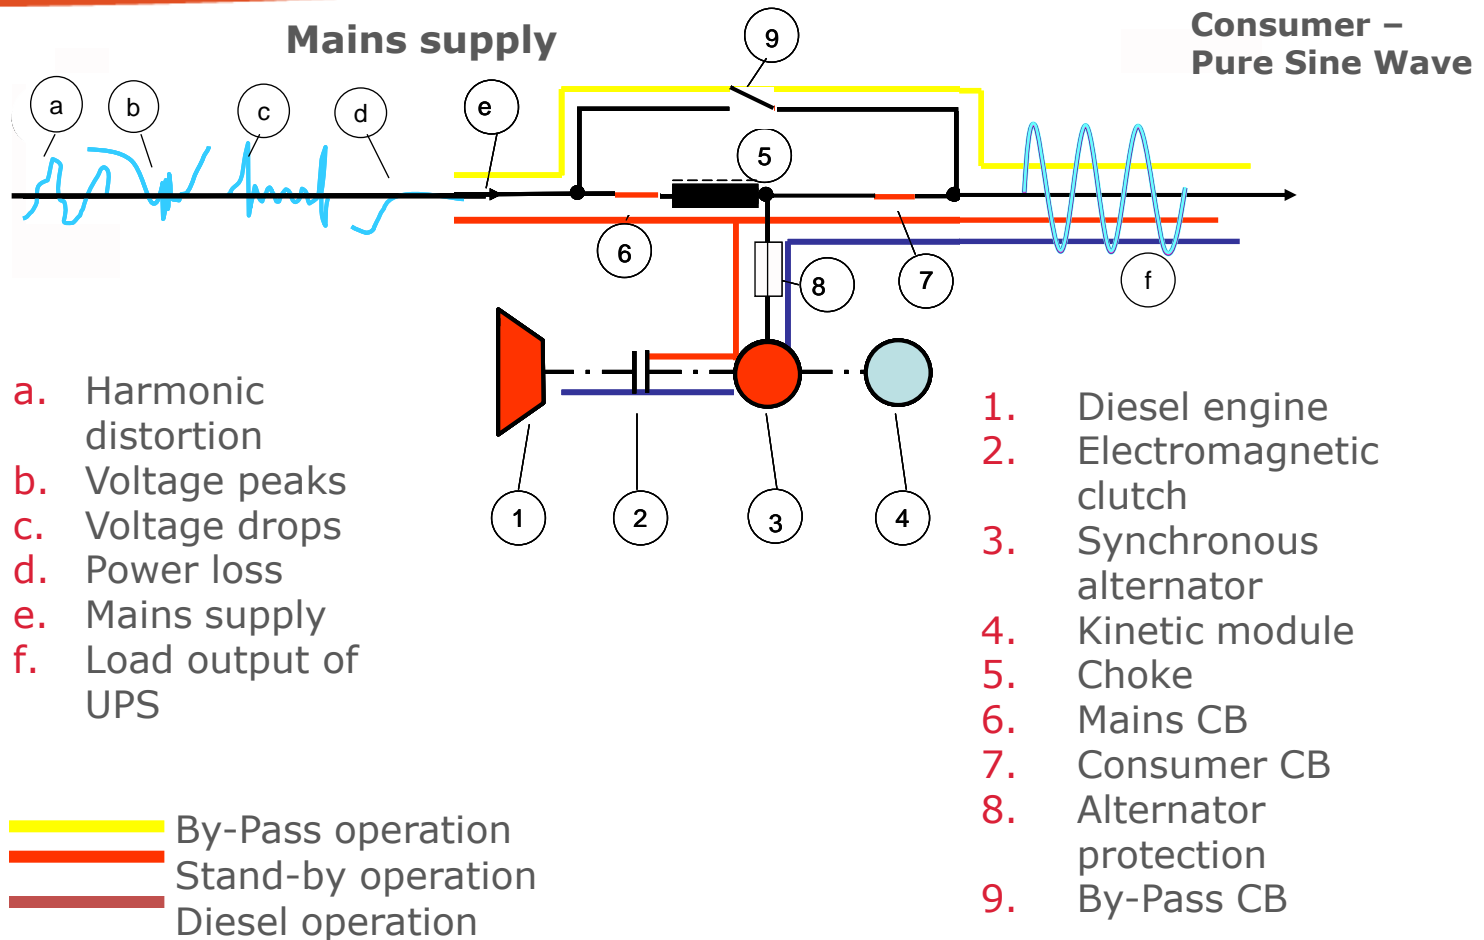 Mains supply
9
Consumer –
Pure Sine Wave
a
b
c
d
e
5
6
8
7
f
1
2
3
4
a. Harmonic
distortion
b. Voltage peaks
c. Voltage drops
d. Power loss
e. Mains supply
f. Load output of
UPS
1. Diesel engine
2. Electromagnetic
clutch
3. Synchronous
alternator
4. Kinetic module
5. Choke
6. Mains CB
7. Consumer CB
8. Alternator
protection
9. By-Pass CB
By-Pass operation
Stand-by operation
Diesel operation